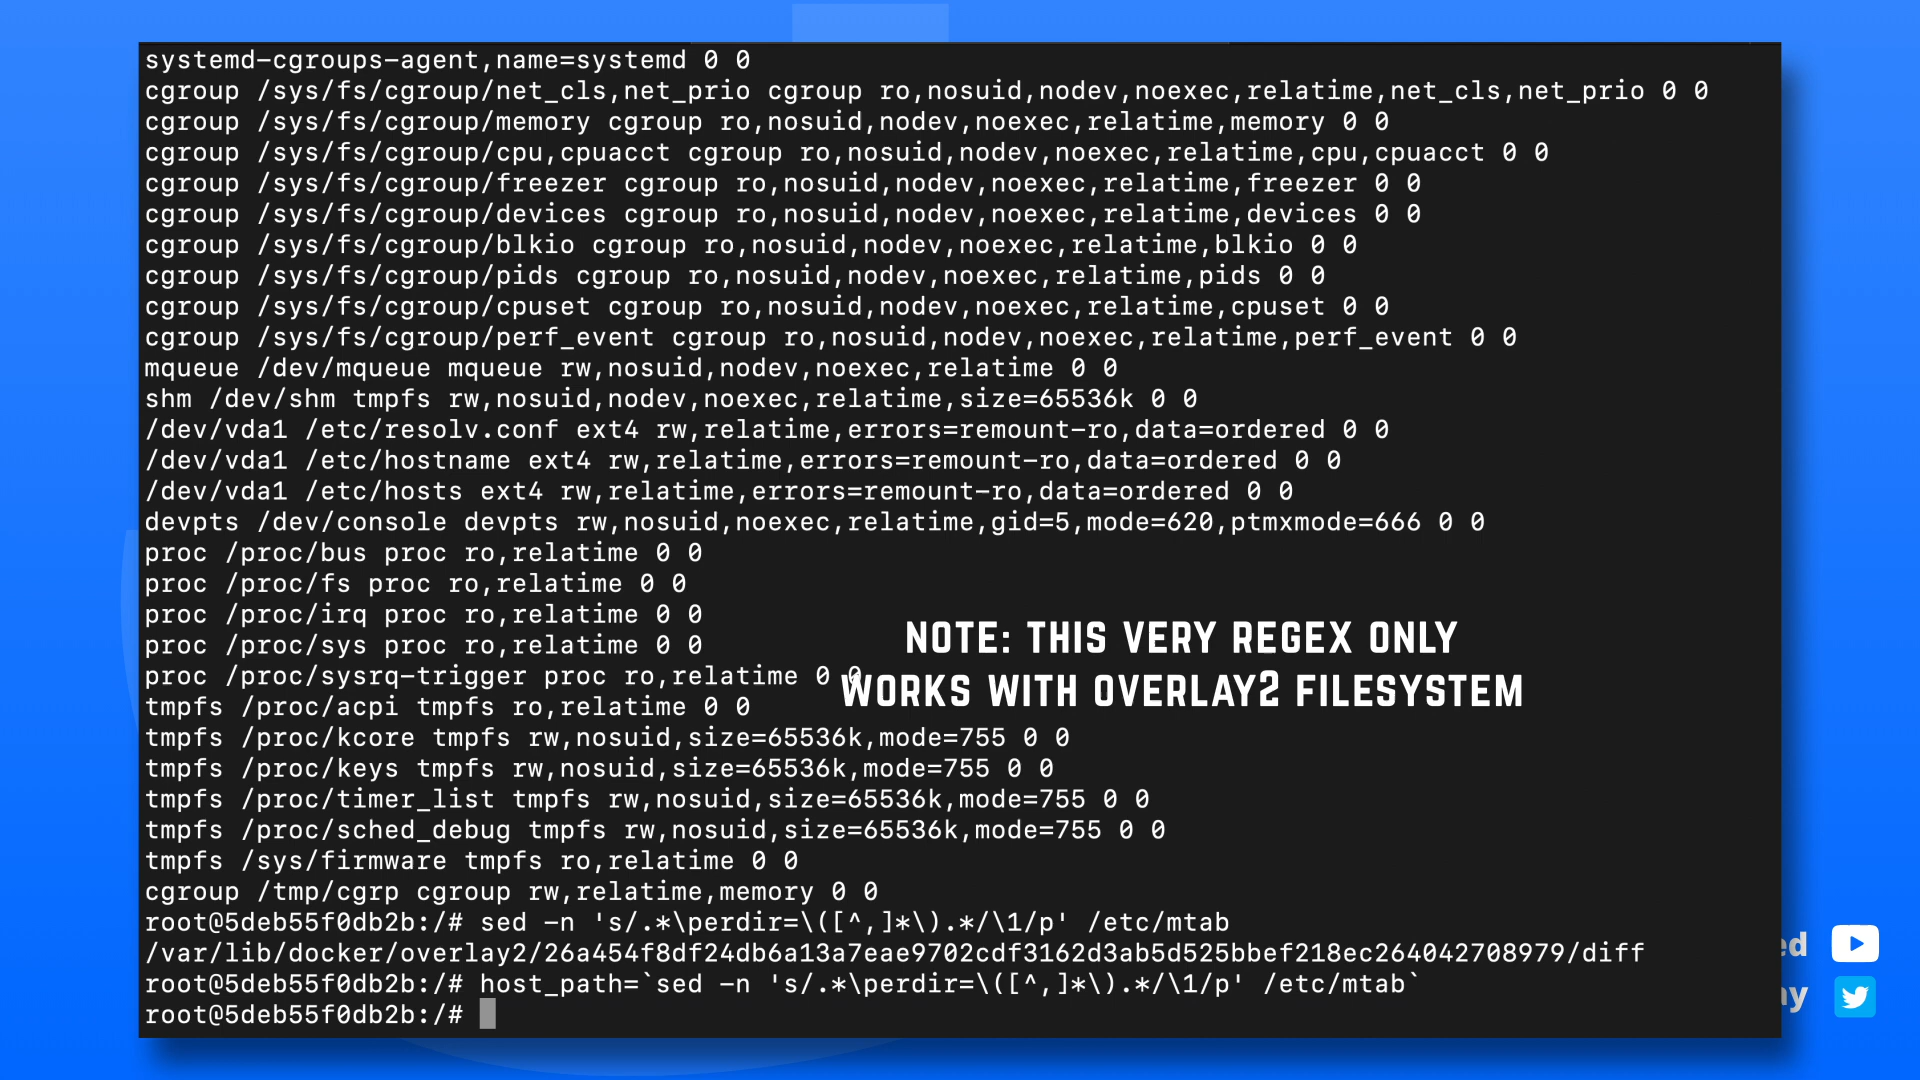 systemd-cgroups-agent,name=systemd 0 0
cgroup /sys/fs/cgroup/net_cls,net_prio cgroup ro,nosuid,nodev,noexec,relatime,net_cls,net_prio 0 0
cgroup /sys/fs/cgroup/memory cgroup ro,nosuid,nodev,noexec,relatime,memory 0 0
cgroup /sys/fs/cgroup/cpu,cpuacct cgroup ro,nosuid,nodev,noexec,relatime,cpu,cpuacct 0 0
cgroup /sys/fs/cgroup/freezer cgroup ro,nosuid,nodev,noexec,relatime,freezer 0 0
cgroup /sys/fs/cgroup/devices cgroup ro,nosuid,nodev,noexec,relatime,devices 0 0
cgroup /sys/fs/cgroup/blkio cgroup ro,nosuid,nodev,noexec,relatime,blkio 0 0
cgroup /sys/fs/cgroup/pids cgroup ro,nosuid,nodev,noexec,relatime,pids 0 0
cgroup /sys/fs/cgroup/cpuset cgroup ro,nosuid,nodev,noexec,relatime,cpuset 0 0
cgroup /sys/fs/cgroup/perf_event cgroup ro,nosuid,nodev,noexec,relatime,perf_event 0 0
mqueue /dev/mqueue mqueue rw,nosuid,nodev,noexec,relatime 0 0
shm /dev/shm tmpfs rw,nosuid,nodev,noexec,relatime,size=65536k 0 0
/dev/vda1 /etc/resolv.conf ext4 rw,relatime,errors=remount-ro,data=ordered 0 0
/dev/vda1 /etc/hostname ext4 rw,relatime,errors=remount-ro,data=ordered 0 0
/dev/vda1 /etc/hosts ext4 rw,relatime,errors=remount-ro,data=ordered 0 0
devpts /dev/console devpts rw,nosuid,noexec,relatime,gid=5,mode=620,ptmxmode=666 0 0
proc /proc/bus proc ro,relatime 0 0
proc /proc/fs proc ro,relatime 0 0
proc /proc/irq proc ro,relatime 0 0
proc /proc/sys proc ro,relatime 0 0
proc /proc/sysrq-trigger proc ro,relatime 0 0
tmpfs /proc/acpi tmpfs ro,relatime 0 0
tmpfs /proc/kcore tmpfs rw,nosuid,size=65536k,mode=755 0 0
tmpfs /proc/keys tmpfs rw,nosuid,size=65536k,mode=755 0 0
tmpfs /proc/timer_list tmpfs rw,nosuid,size=65536k,mode=755 0 0
tmpfs /proc/sched_debug tmpfs rw,nosuid,size=65536k,mode=755 0 0
tmpfs /sys/firmware tmpfs ro,relatime 0 0
cgroup /tmp/cgrp cgroup rw,relatime,memory 0 0
root@5deb55f0db2b:/# sed -n 's/.*\perdir=\([^,]*\).*/\1/p' /etc/mtab
/var/lib/docker/overlay2/26a454f8df24db6a13a7eae9702cdf3162d3ab5d525bbef218ec264042708979/diff
root@5deb55f0db2b:/# host_path=`sed -n 's/.*\perdir=\([^,]*\).*/\1/p' /etc/mtab`
root@5deb55f0db2b:/#
NOTE: THIS VERY REGEX ONLY
WORKS WITH OVERLAY2 FILESYSTEM